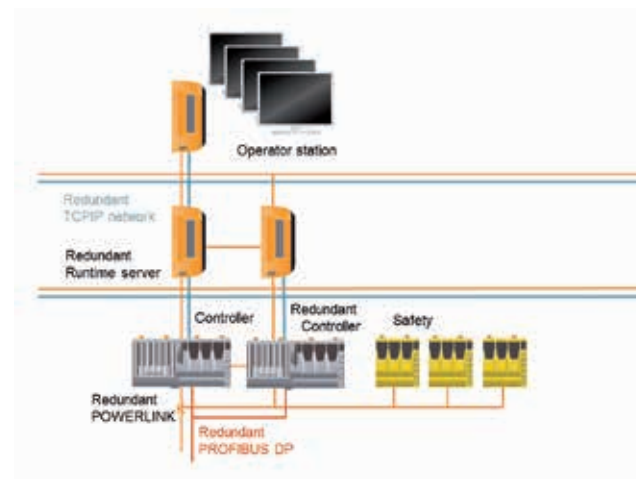 Operator station
Redundant
TCPIP network
Redundant
Runtime server
Controller
Redundant
Controller
Safety
Redundant
POWERLINK
Redundant
PROFIBUS DP